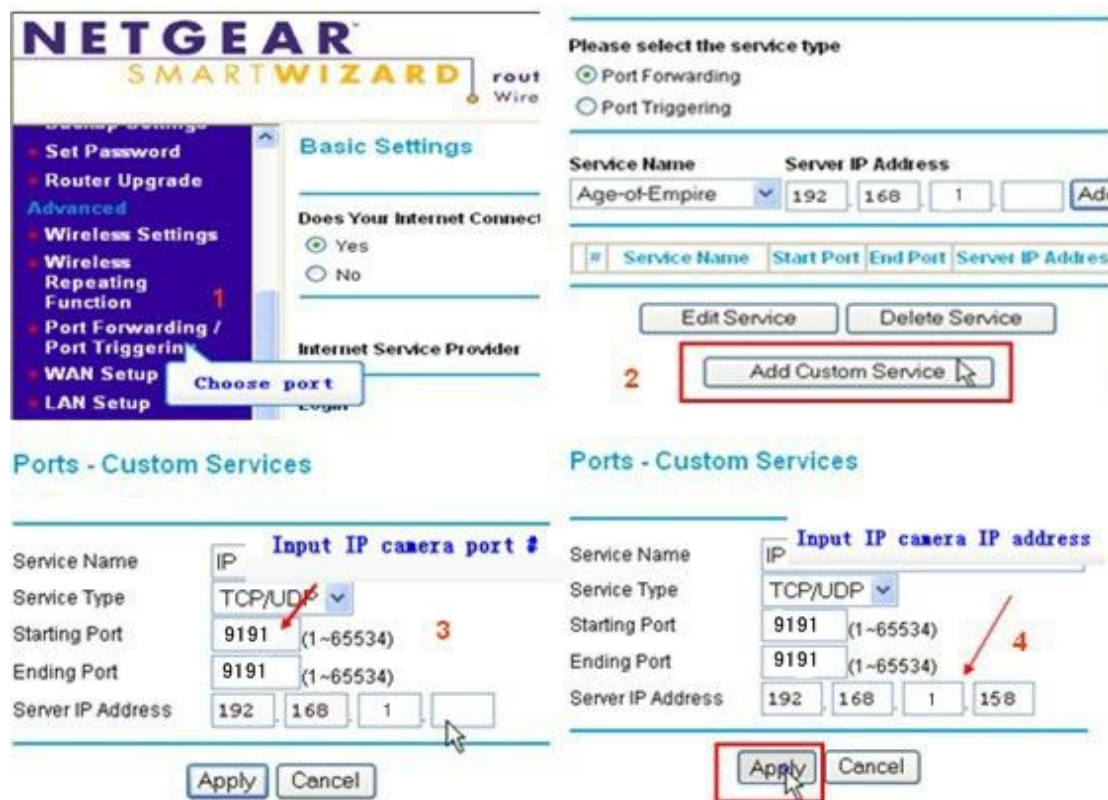 NETGEAR
SMARTWIZARD
rout
Wire
Backup Settings
Set Password
Router Upgrade
Advanced
Wireless Settings
Wireless
Repeating
Function
1
Port Forwarding /
Port Triggering
WAN Setup
LAN Setup
Choose port
Basic Settings
Does Your Internet Connect
Yes
No
Internet Service Provider
Login
Please select the service type
Port Forwarding
Port Triggering
Service Name Server IP Address
Age-of-Empire 192 . 168 . 1 . Add
# Service Name Start Port End Port Server IP Addres
Edit Service Delete Service
2 Add Custom Service
Ports - Custom Services
Input IP camera port #
Service Name IP
Service Type TCP/UDP
Starting Port 9191 (1~65534) 3
Ending Port 9191 (1~65534)
Server IP Address 192 . 168 . 1 .
Apply Cancel
Ports - Custom Services
Input IP camera IP address
Service Name IP
Service Type TCP/UDP
Starting Port 9191 (1~65534) 4
Ending Port 9191 (1~65534)
Server IP Address 192 . 168 . 1 . 158
Apply Cancel